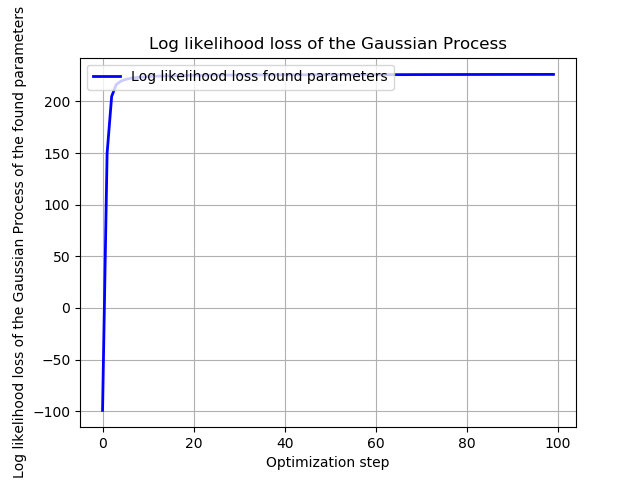 Log likelihood loss of the Gaussian Process
Log likelihood loss found parameters
Log likelihood loss of the Gaussian Process of the found parameters
200
150
100
50
0
−50
−100
0 20 40 60 80 100
Optimization step